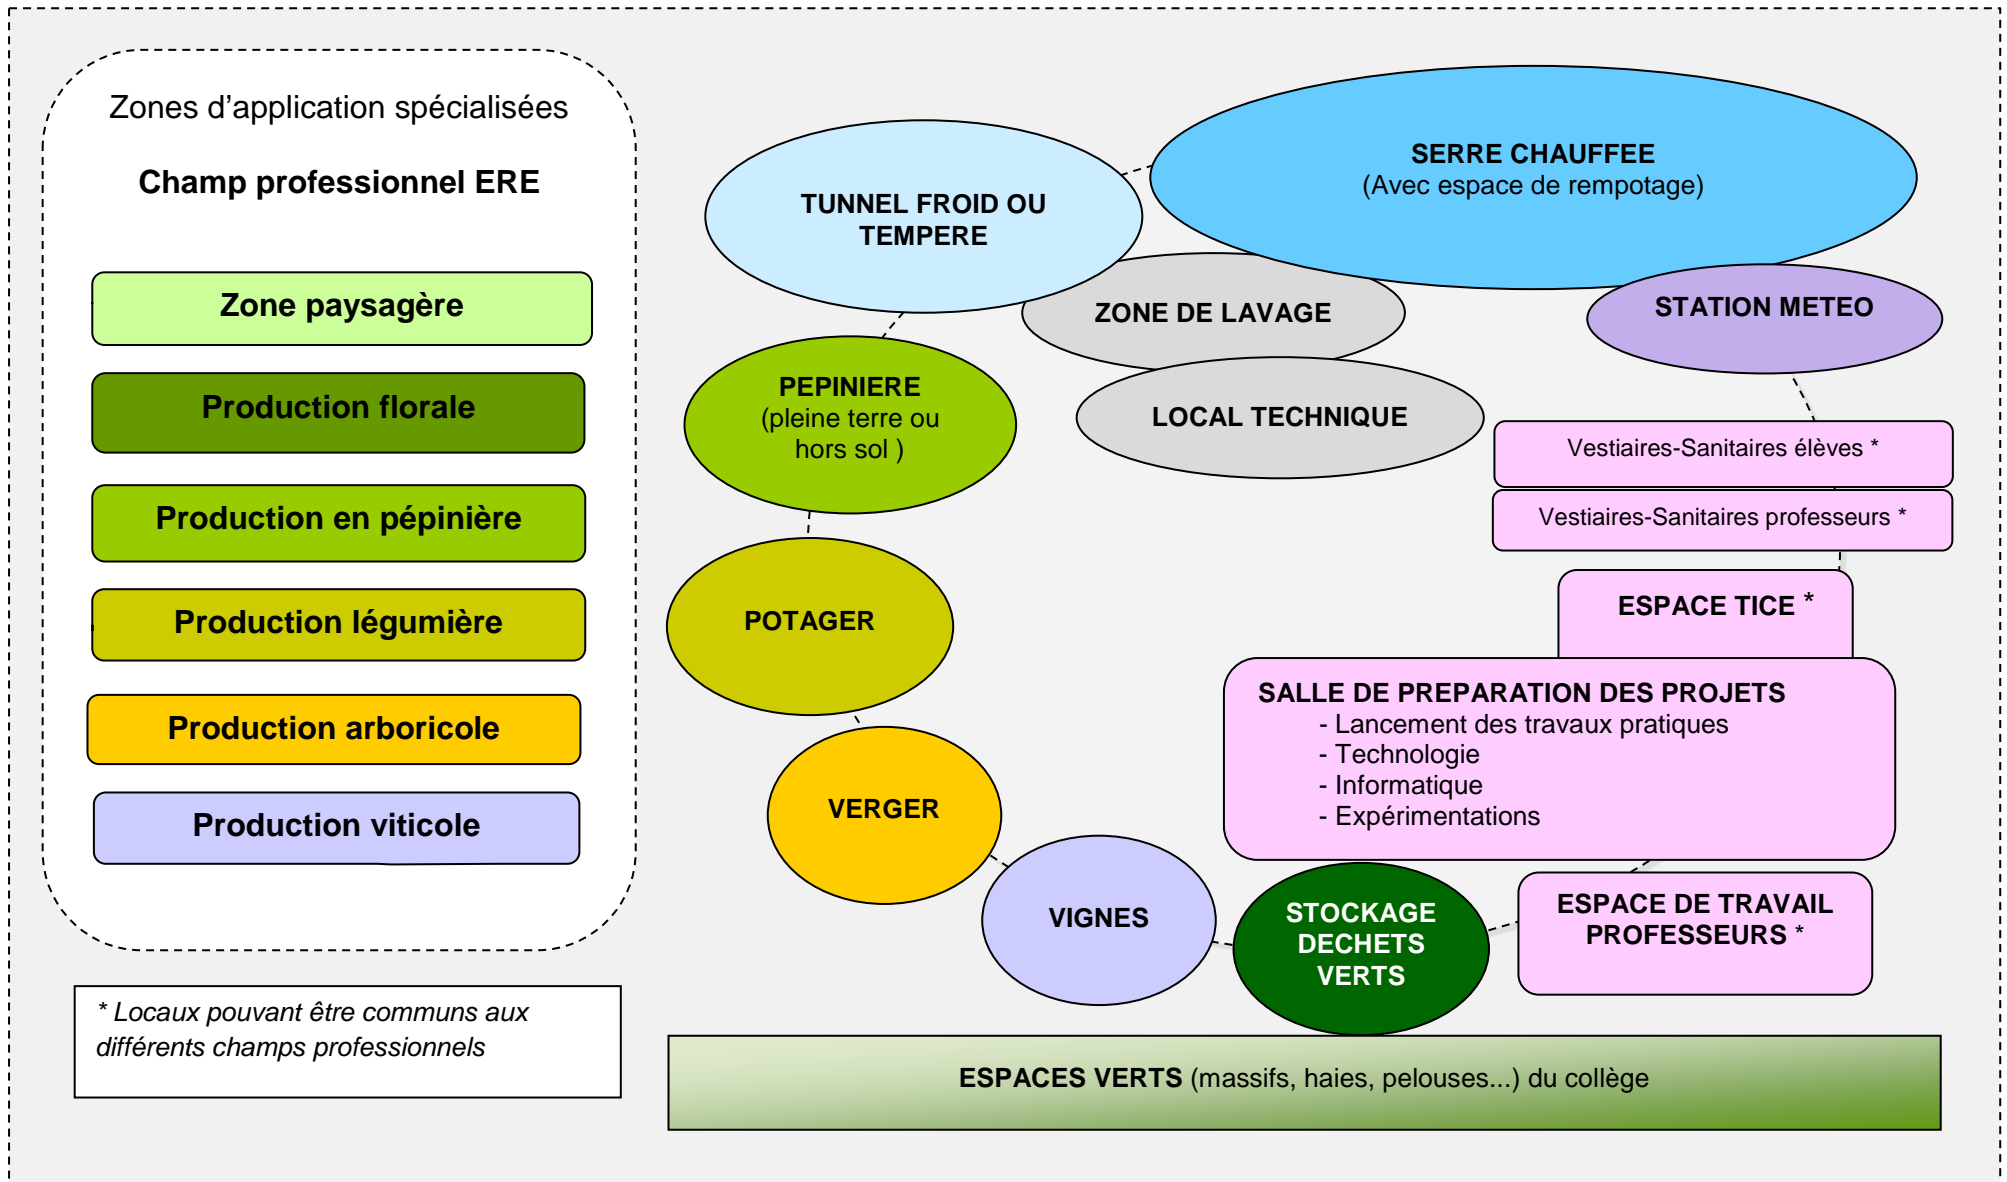 Zones d’application spécialisées
Champ professionnel ERE
Zone paysagère
Production florale
Production en pépinière
Production légumière
Production arboricole
Production viticole
* Locaux pouvant être communs aux
différents champs professionnels
SERRE CHAUFFEE
(Avec espace de rempotage)
TUNNEL FROID OU
TEMPERE
ZONE DE LAVAGE
STATION METEO
LOCAL TECHNIQUE
PEPINIERE
(pleine terre ou
hors sol )
Vestiaires-Sanitaires élèves *
Vestiaires-Sanitaires professeurs *
ESPACE TICE *
POTAGER
SALLE DE PREPARATION DES PROJETS
- Lancement des travaux pratiques
- Technologie
- Informatique
- Expérimentations
VERGER
VIGNES
STOCKAGE
DECHETS
VERTS
ESPACE DE TRAVAIL
PROFESSEURS *
ESPACES VERTS (massifs, haies, pelouses...) du collège